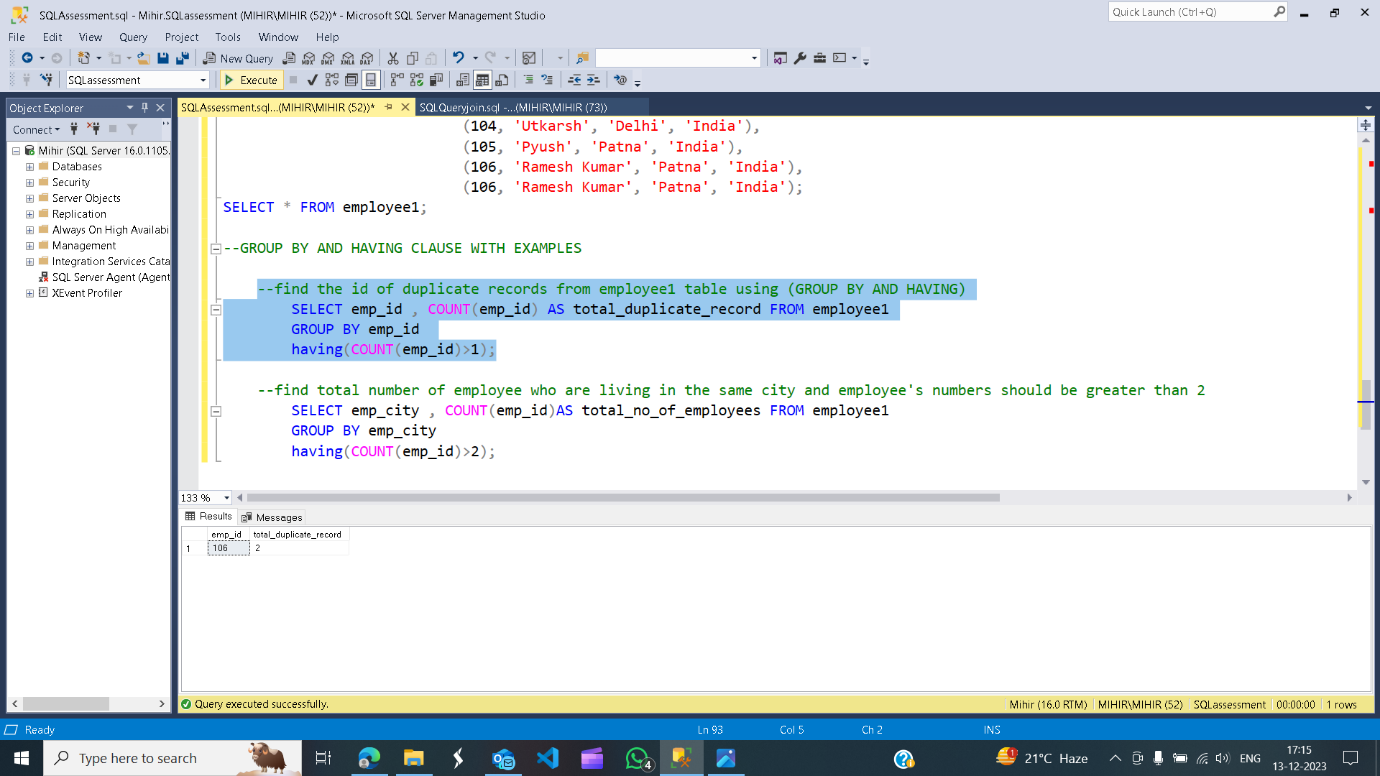 SQLAssesment.sql - Mihir.SQLassessment (MIHIR\MIHIR (52))* - Microsoft SQL Server Management Studio
Quick Launch (Ctrl+Q)
File Edit View Query Project Tools Window Help
New Query
SQLassessment
Execute
Object Explorer
SQLAssesment.sql...(MIHIR\MIHIR (52))*
SQLQueryjoin.sql -...(MIHIR\MIHIR (73))
Connect
Mihir (SQL Server 16.0.1105.
Databases
Security
Server Objects
Replication
Always On High Availabi
Management
Integration Services Cata
SQL Server Agent (Agent
XEvent Profiler
(104, 'Utkarsh', 'Delhi', 'India'),
(105, 'Pyush', 'Patna', 'India'),
(106, 'Ramesh Kumar', 'Patna', 'India'),
(106, 'Ramesh Kumar', 'Patna', 'India');
SELECT * FROM employee1;
--GROUP BY AND HAVING CLAUSE WITH EXAMPLES
--find the id of duplicate records from employee1 table using (GROUP BY AND HAVING)
SELECT emp_id , COUNT(emp_id) AS total_duplicate_record FROM employee1
GROUP BY emp_id
having(COUNT(emp_id)>1);
--find total number of employee who are living in the same city and employee's numbers should be greater than 2
SELECT emp_city , COUNT(emp_id)AS total_no_of_employees FROM employee1
GROUP BY emp_city
having(COUNT(emp_id)>2);
133 %
Results Messages
emp_id total_duplicate_record
1 106 2
Query executed successfully.
Mihir (16.0 RTM) MIHIR\MIHIR (52) SQLassessment 00:00:00 1 rows
Ready
Ln 93 Col 5 Ch 2 INS
Type here to search
4
1
21°C Haze
ENG
17:15
13-12-2023